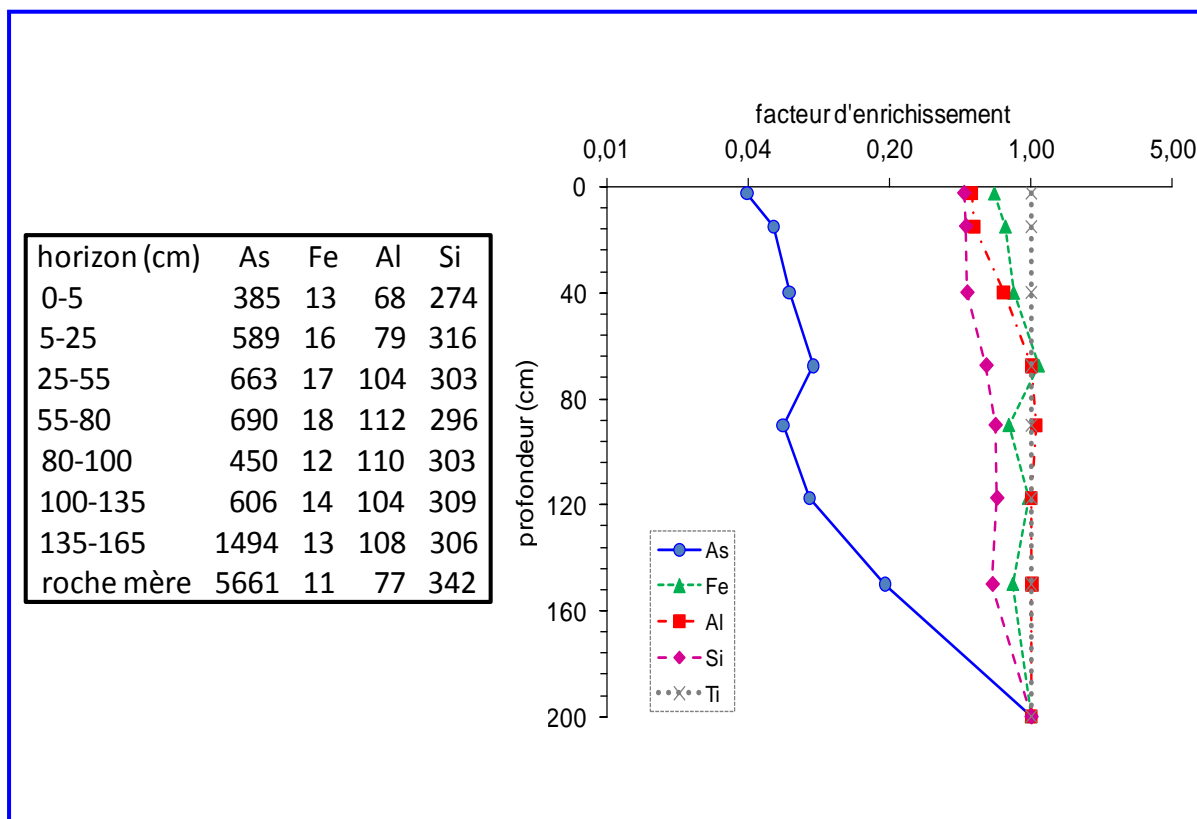 horizon (cm) As Fe Al Si
0-5 385 13 68 274
5-25 589 16 79 316
25-55 663 17 104 303
55-80 690 18 112 296
80-100 450 12 110 303
100-135 606 14 104 309
135-165 1494 13 108 306
roche mère 5661 11 77 342
facteur d'enrichissement
0,01 0,04 0,20 1,00 5,00
profondeur (cm)
0
40
80
120
160
200
As
Fe
Al
Si
Ti